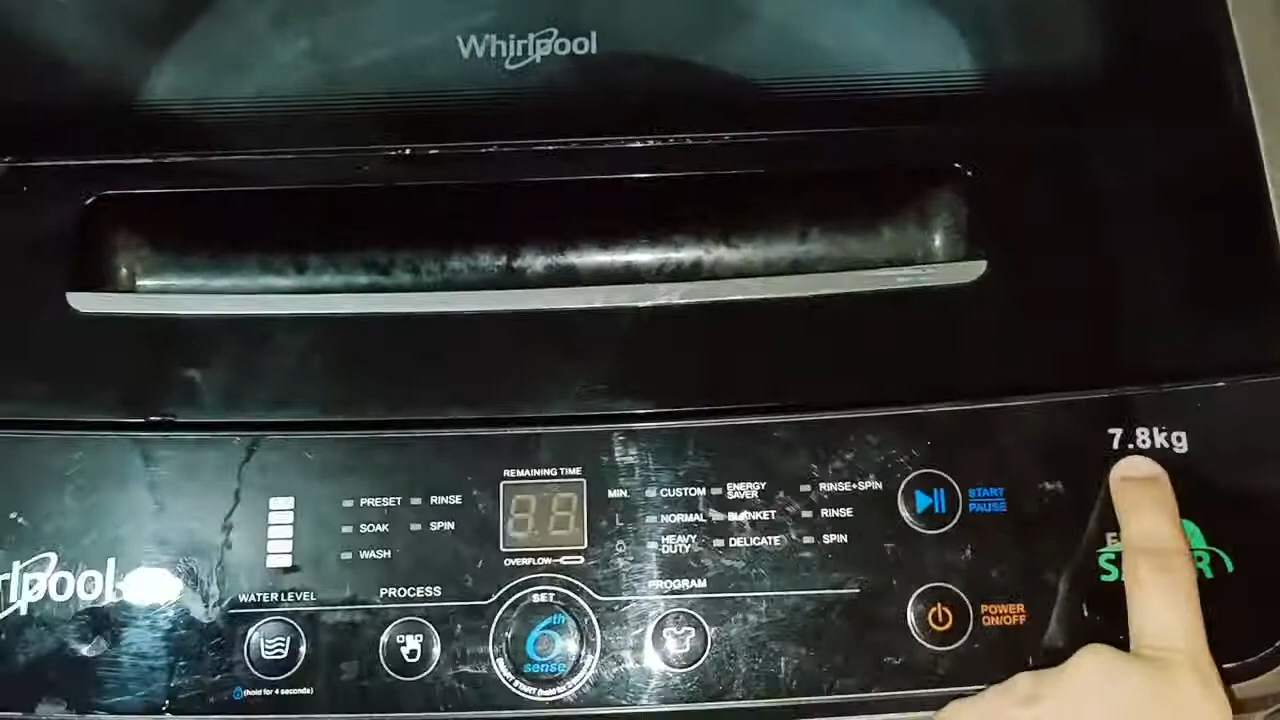 Whirlpool
7.8kg
REMAINING TIME
88
MIN.
PRESET
RINSE
SOAK
SPIN
WASH
CUSTOM
ENERGY
SAVER
RINSE+SPIN
NORMAL
BLANKET
RINSE
HEAVY
DUTY
DELICATE
SPIN
START
PAUSE
OVERFLOW
WATER LEVEL
PROCESS
SET
PROGRAM
6th
sense
POWER
ON/OFF
(hold for 4 seconds)